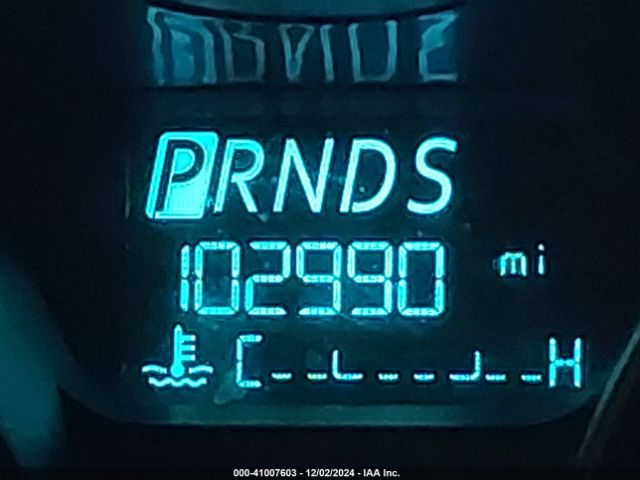 PRNDS
102990 mi
C H
000-41007603 - 12/02/2024 - IAA Inc.